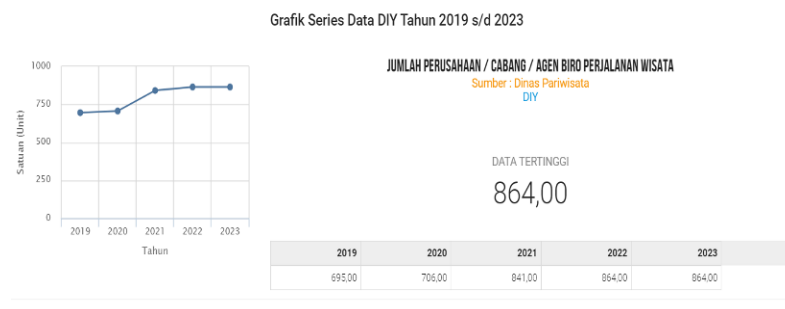 Grafik Series Data DIY Tahun 2019 s/d 2023
JUMLAH PERUSAHAAN / CABANG / AGEN BIRO PERJALANAN WISATA
Sumber : Dinas Pariwisata
DIY
DATA TERTINGGI
864,00
1000
750
500
250
0
Satuan (Unit)
2019 2020 2021 2022 2023
Tahun
2019 2020 2021 2022 2023
695,00 706,00 841,00 864,00 864,00